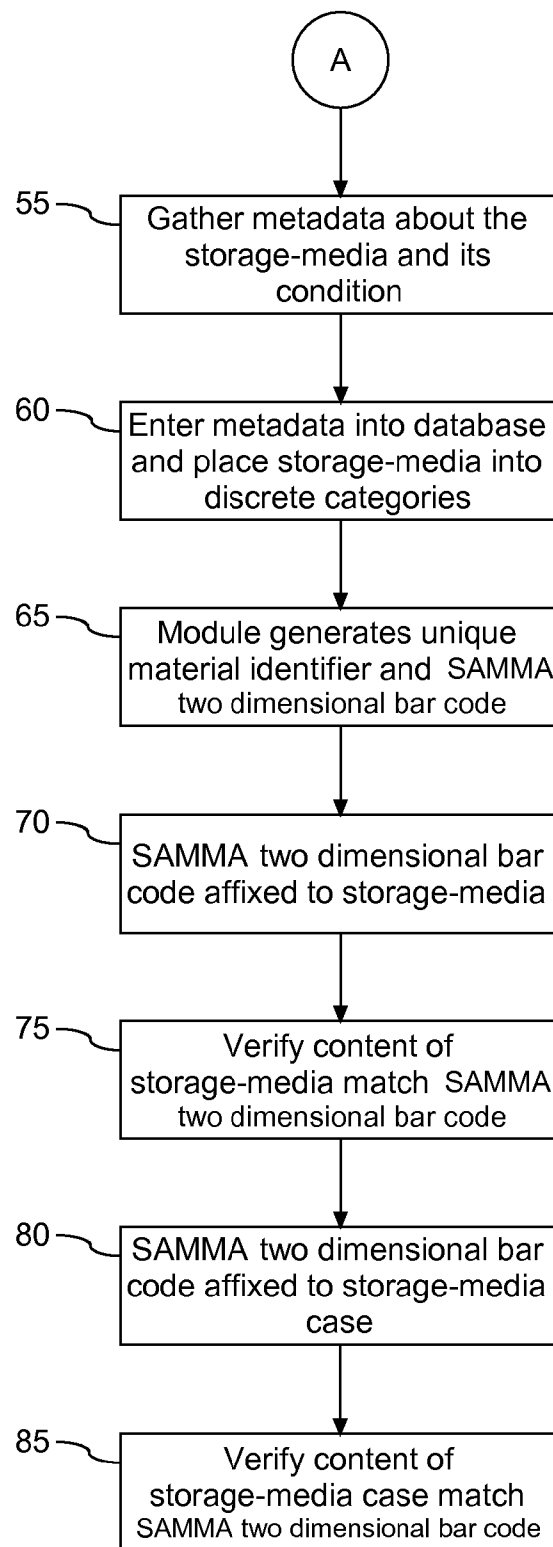 A
55
Gather metadata about the
storage-media and its
condition
60
Enter metadata into database
and place storage-media into
discrete categories
65
Module generates unique
material identifier and SAMMA
two dimensional bar code
70
SAMMA two dimensional bar
code affixed to storage-media
75
Verify content of
storage-media match SAMMA
two dimensional bar code
80
SAMMA two dimensional bar
code affixed to storage-media
case
85
Verify content of
storage-media case match
SAMMA two dimensional bar code